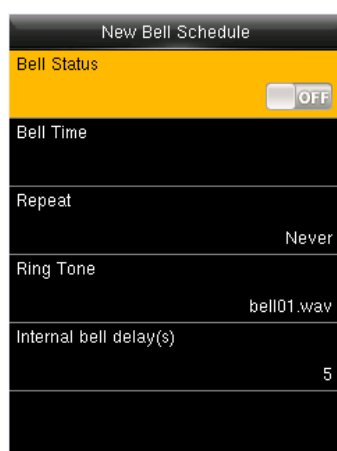 New Bell Schedule
Bell Status
OFF
Bell Time
Repeat
Never
Ring Tone
bell01.wav
Internal bell delay(s)
5